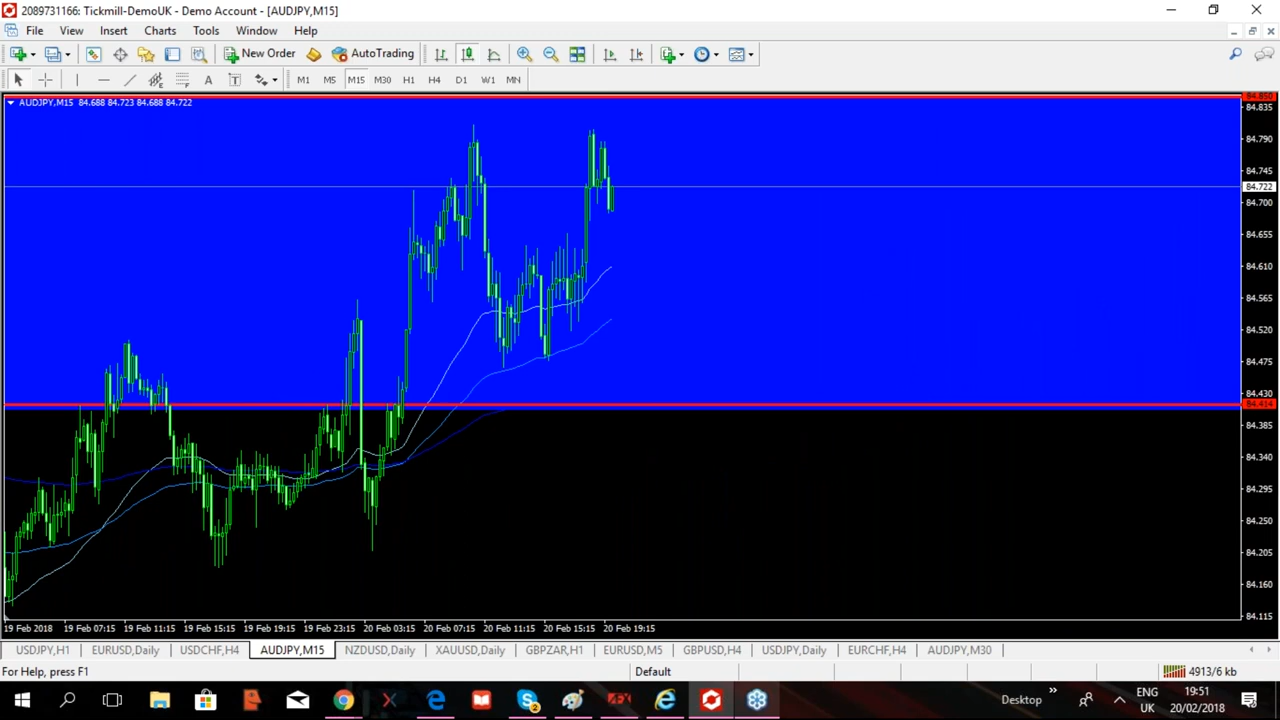 2089731166: Tickmill-DemoUK - Demo Account - [AUDJPY,M15]
File View Insert Charts Tools Window Help
New Order AutoTrading
A T M1 M5 M15 M30 H1 H4 D1 W1 MN
AUDJPY,M15 84.688 84.723 84.688 84.722
84.850
84.835
84.790
84.745
84.722
84.700
84.655
84.610
84.565
84.520
84.475
84.430
84.414
84.385
84.340
84.295
84.250
84.205
84.160
84.115
19 Feb 2018 19 Feb 07:15 19 Feb 11:15 19 Feb 15:15 19 Feb 19:15 19 Feb 23:15 20 Feb 03:15 20 Feb 07:15 20 Feb 11:15 20 Feb 15:15 20 Feb 19:15
USDJPY,H1 EURUSD,Daily USDCHF,H4 AUDJPY,M15 NZDUSD,Daily XAUUSD,Daily GBPZAR,H1 EURUSD,M5 GBPUSD,H4 USDJPY,Daily EURCHF,H4 AUDJPY,M30
For Help, press F1 Default 4913/6 kb
Desktop ENG 19:51
UK 20/02/2018